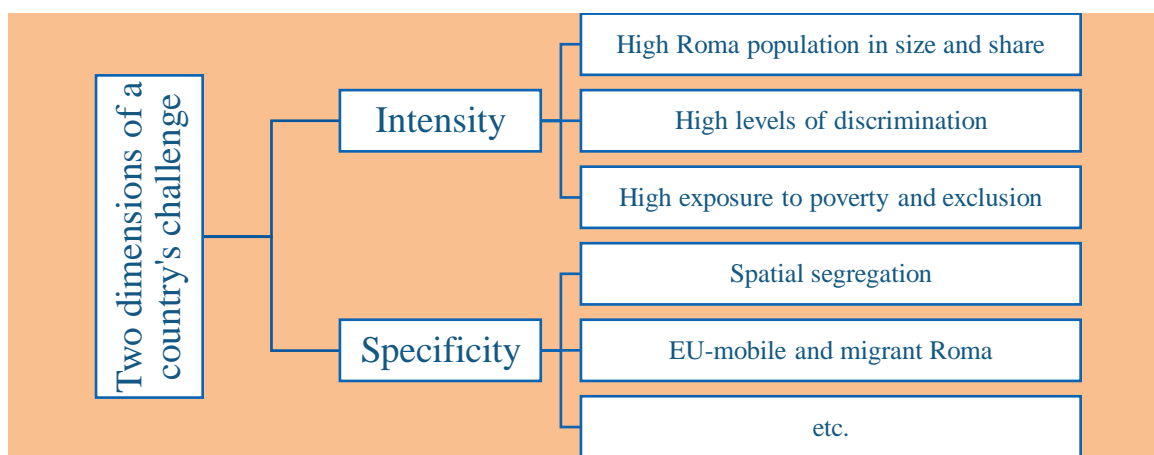 Two dimensions of a
country's challenge
Intensity
High Roma population in size and share
High levels of discrimination
High exposure to poverty and exclusion
Specificity
Spatial segregation
EU-mobile and migrant Roma
etc.